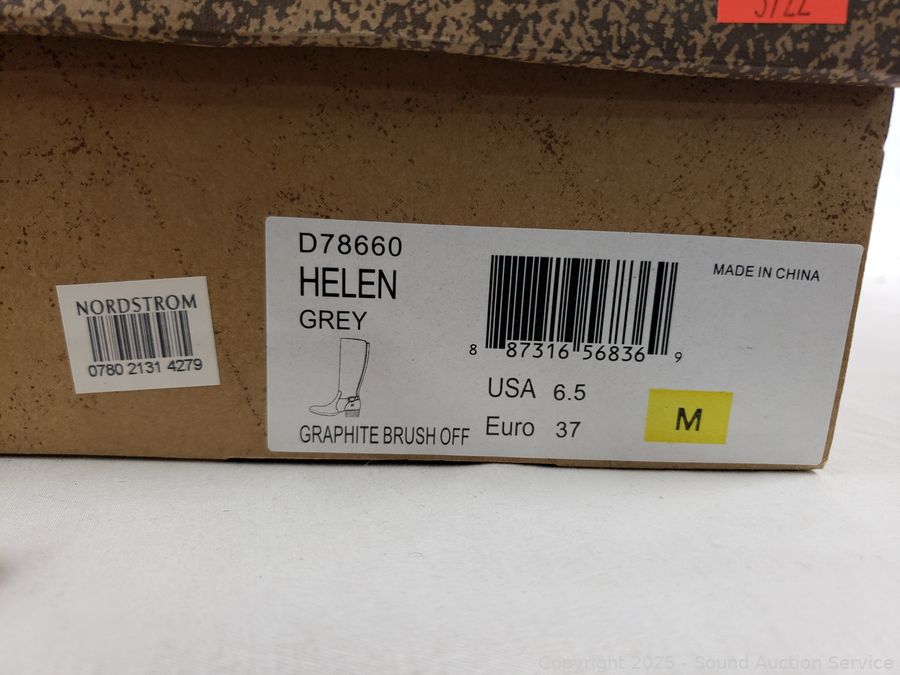 3722
D78660
HELEN
GREY
MADE IN CHINA
8 87316 56836 9
USA 6.5
Euro 37
M
GRAPHITE BRUSH OFF
NORDSTROM
0780 2131 4279
Copyright 2025 - Sound Auction Service